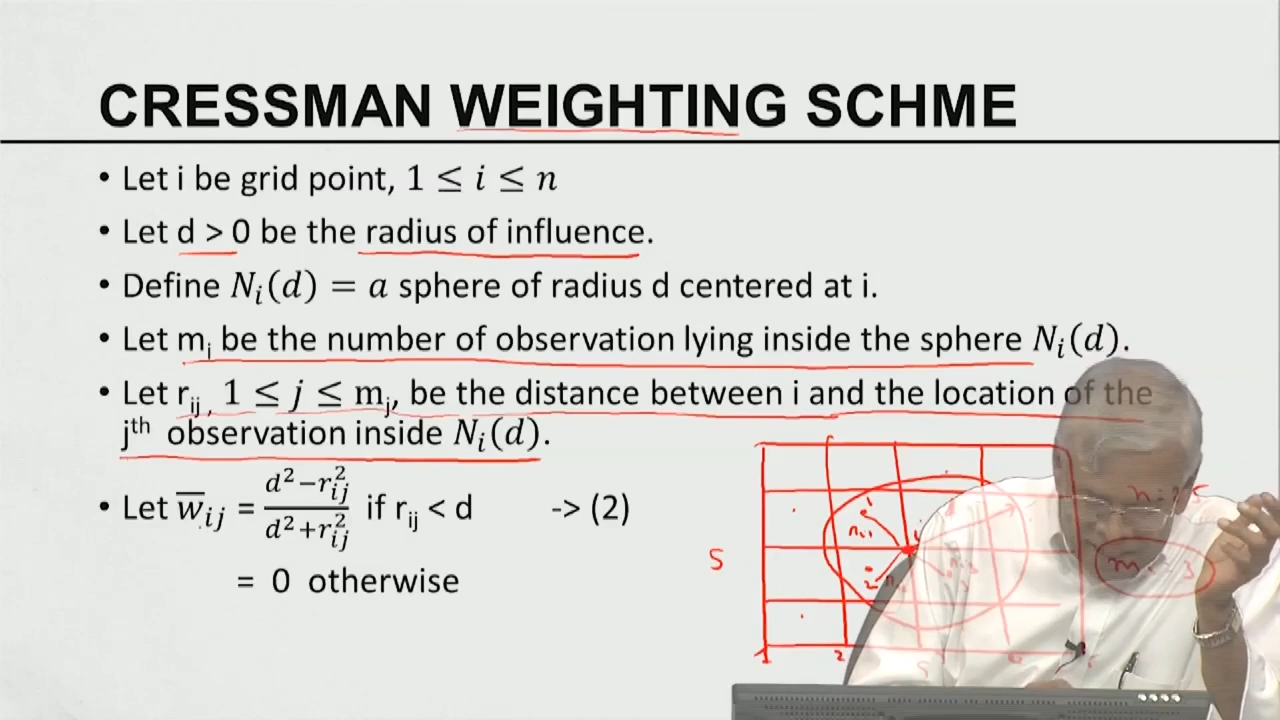 CRESSMAN WEIGHTING SCHME
• Let i be grid point, 1 ≤ i ≤ n
• Let d > 0 be the radius of influence.
• Define N_i(d) = a sphere of radius d centered at i.
• Let m_i be the number of observation lying inside the sphere N_i(d).
• Let r_ij, 1 ≤ j ≤ m_j, be the distance between i and the location of the
j^th observation inside N_i(d).
• Let w̅_ij = (d² − r_ij²)/(d² + r_ij²) if r_ij < d -> (2)
= 0 otherwise
5
1 2